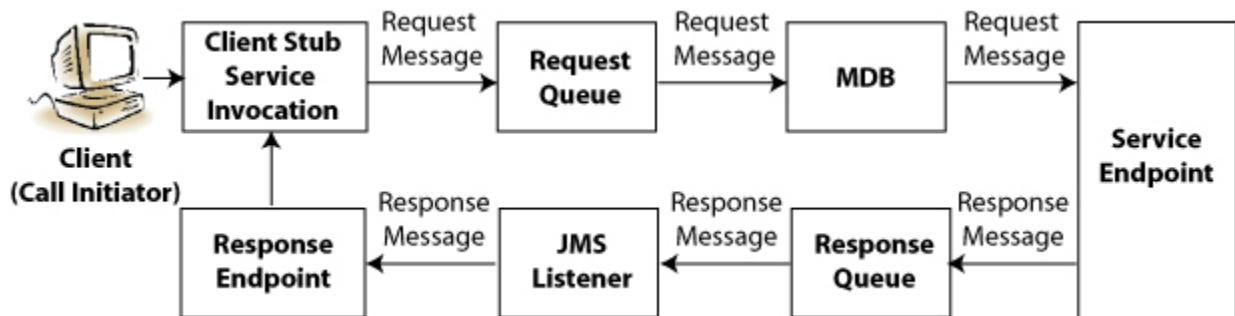 Client Stub
Service
Invocation
Request
Message
Request
Queue
Request
Message
MDB
Request
Message
Service
Endpoint
Client
(Call Initiator)
Response
Endpoint
Response
Message
JMS
Listener
Response
Message
Response
Queue
Response
Message